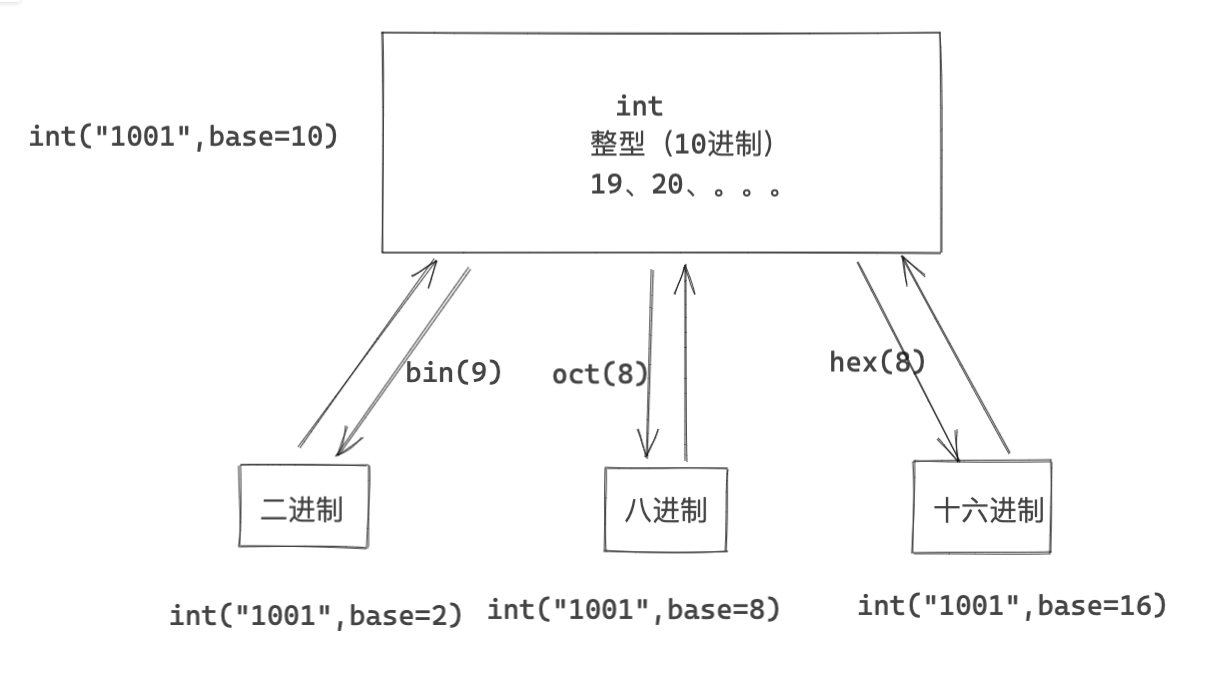 int
int("1001",base=10)
整型（10进制）
19、20、。。。
bin(9)
oct(8)
hex(8)
二进制
八进制
十六进制
int("1001",base=2)
int("1001",base=8)
int("1001",base=16)